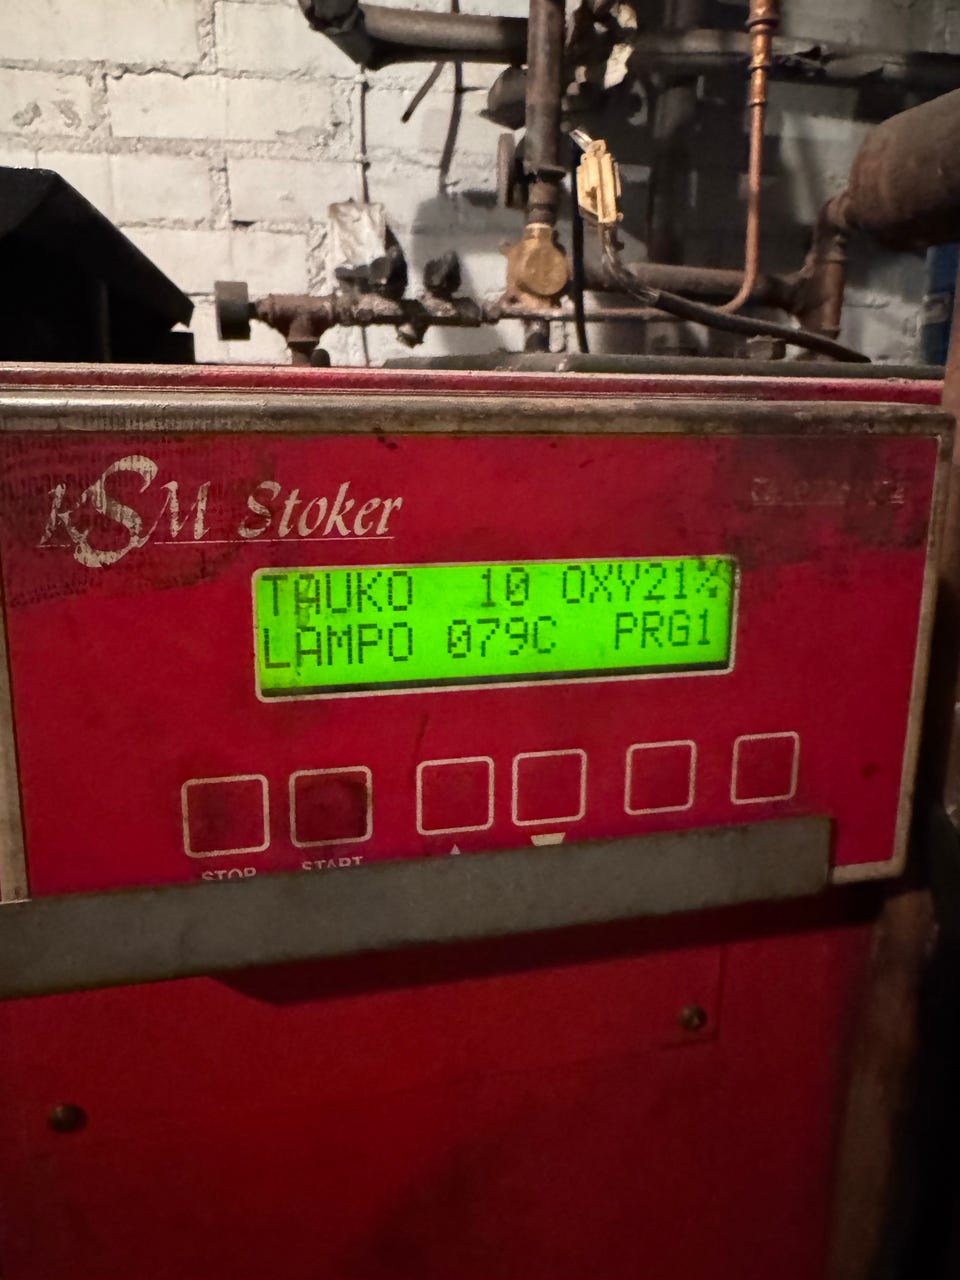 KSM Stoker
TAUKO 10 OXY21%
LAMPO 079C PRG1
STOP START